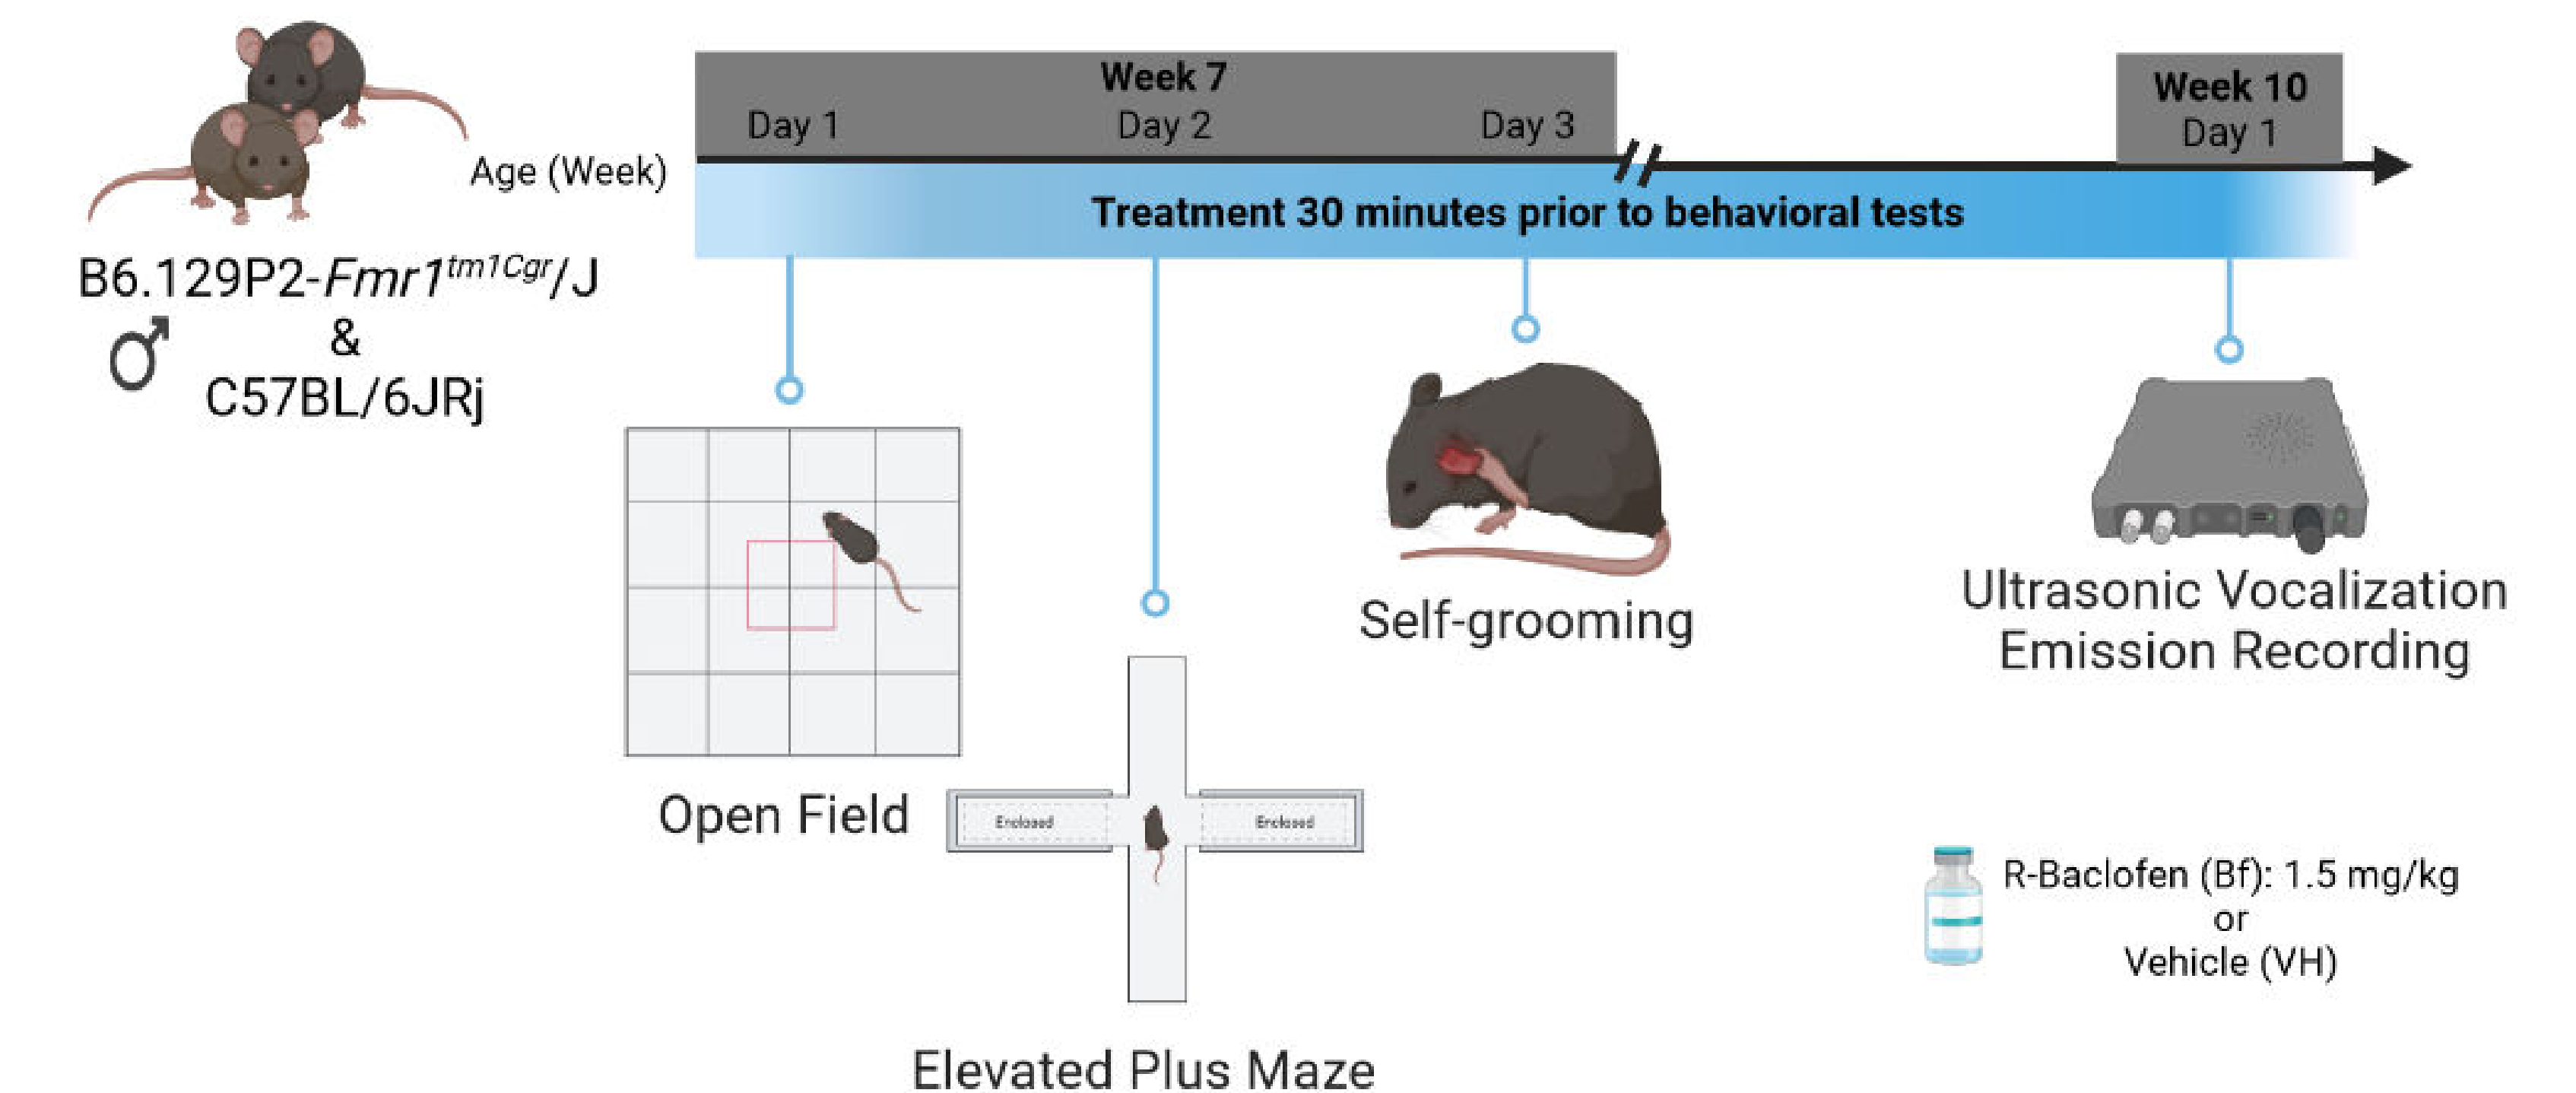 Week 7
Day 1
Day 2
Day 3
Week 10
Day 1
Age (Week)
Treatment 30 minutes prior to behavioral tests
B6.129P2-Fmr1tm1Cgr/J
&
♂
C57BL/6JRj
Open Field
Enclosed
Enclosed
Elevated Plus Maze
Self-grooming
Ultrasonic Vocalization
Emission Recording
R-Baclofen (Bf): 1.5 mg/kg
or
Vehicle (VH)